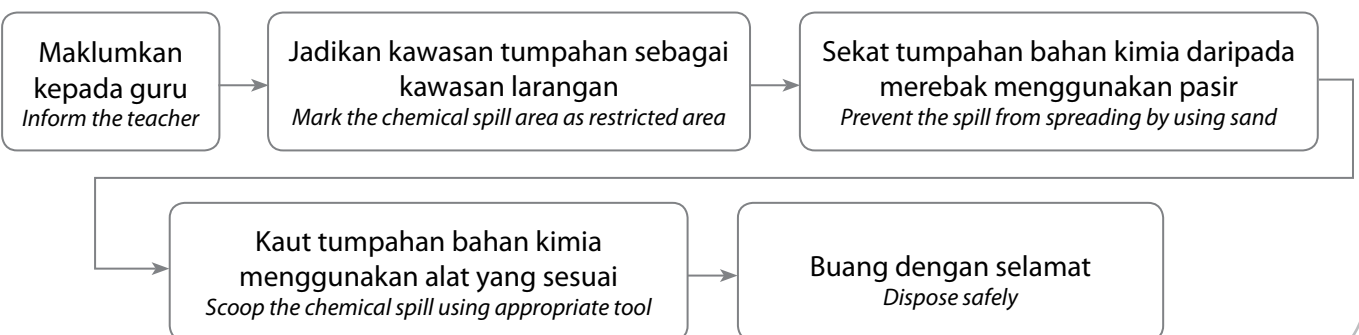 Maklumkan
kepada guru
Inform the teacher
Jadikan kawasan tumpahan sebagai
kawasan larangan
Mark the chemical spill area as restricted area
Sekat tumpahan bahan kimia daripada
merebak menggunakan pasir
Prevent the spill from spreading by using sand
Kaut tumpahan bahan kimia
menggunakan alat yang sesuai
Scoop the chemical spill using appropriate tool
Buang dengan selamat
Dispose safely